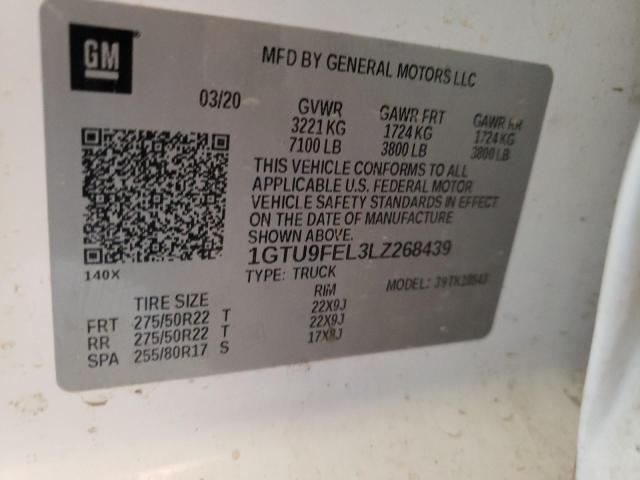 GM
MFD BY GENERAL MOTORS LLC
03/20 GVWR GAWR FRT GAWR RR
3221 KG 1724 KG 1724 KG
7100 LB 3800 LB 3800 LB
THIS VEHICLE CONFORMS TO ALL
APPLICABLE U.S. FEDERAL MOTOR
VEHICLE SAFETY STANDARDS IN EFFECT
ON THE DATE OF MANUFACTURE
SHOWN ABOVE.
1GTU9FEL3LZ268439
140X
TYPE: TRUCK MODEL:
TIRE SIZE RIM
FRT 275/50R22 T 22X9J
RR 275/50R22 T 22X9J
SPA 255/80R17 S 17X8J